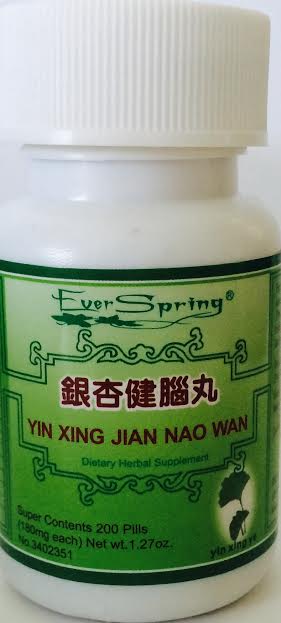 Ever Spring®
銀杏健腦丸
YIN XING JIAN NAO WAN
Dietary Herbal Supplement
Super Contents 200 Pills
(180mg each) Net wt.1.27oz.
No 3402351
yin xing ye